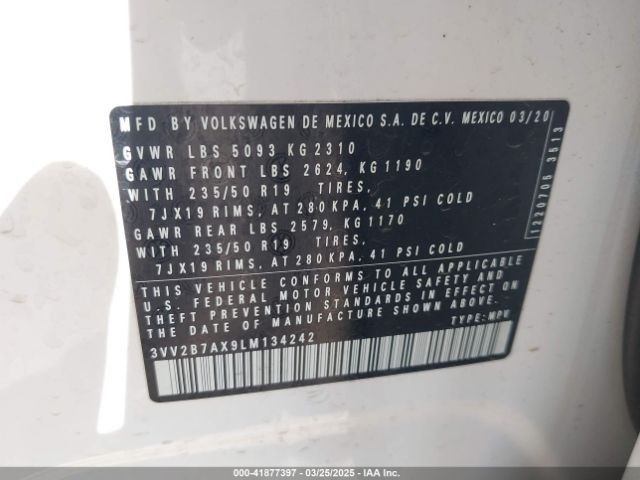 MFD BY VOLKSWAGEN DE MEXICO S.A. DE C.V. MEXICO 03/20
GVWR LBS 5093 KG 2310
GAWR FRONT LBS 2624, KG 1190
WITH 235/50 R19 TIRES,
7JX19 RIMS, AT 280 KPA, 41 PSI COLD
GAWR REAR LBS 2579, KG 1170
WITH 235/50 R19 TIRES,
7JX19 RIMS, AT 280KPA, 41 PSI COLD
THIS VEHICLE CONFORMS TO ALL APPLICABLE
U.S. FEDERAL MOTOR VEHICLE SAFETY AND
THEFT PREVENTION STANDARDS IN EFFECT ON
THE DATE OF MANUFACTURE SHOWN ABOVE.
3VV2B7AX9LM134242 TYPE: MPV
1220705 3513
000-41877397 - 03/25/2025 - IAA Inc.